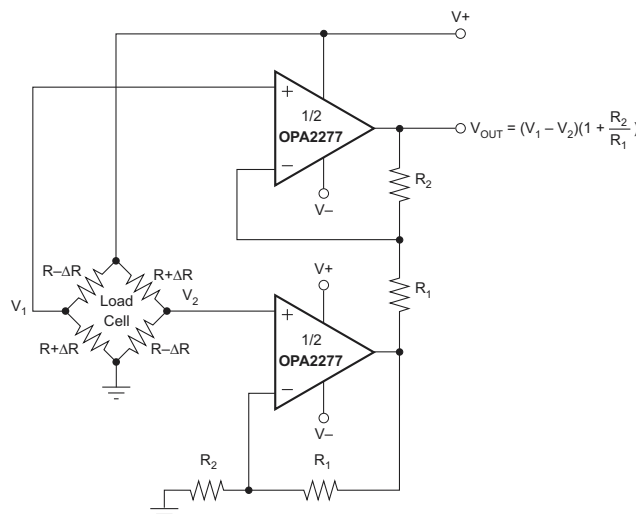 V+
1/2
OPA2277
+
–
V–
V_OUT = (V_1 – V_2)(1 + R_2/R_1)
R_2
R_1
V+
R–ΔR
R+ΔR
V_1
Load
Cell
V_2
R+ΔR
R–ΔR
+
–
1/2
OPA2277
V–
R_2
R_1